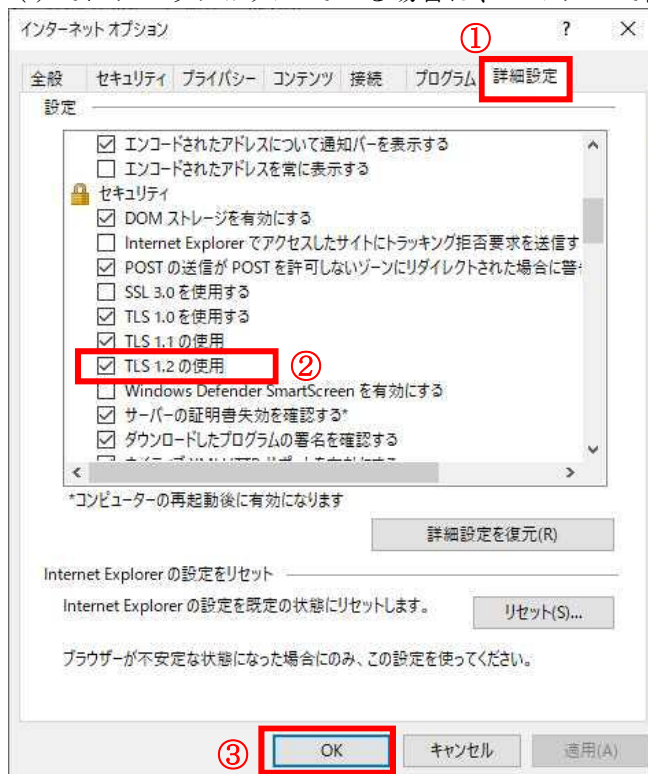 インターネット オプション ? ×
①
全般 セキュリティ プライバシー コンテンツ 接続 プログラム 詳細設定
設定
エンコードされたアドレスについて通知バーを表示する
エンコードされたアドレスを常に表示する
セキュリティ
DOM ストレージを有効にする
Internet Explorer でアクセスしたサイトにトラッキング拒否要求を送信す
POST の送信が POST を許可しないゾーンにリダイレクトされた場合に警
SSL 3.0 を使用する
TLS 1.0 を使用する
TLS 1.1 の使用
TLS 1.2 の使用 ②
Windows Defender SmartScreen を有効にする
サーバーの証明書失効を確認する*
ダウンロードしたプログラムの署名を確認する
*コンピューターの再起動後に有効になります
詳細設定を復元(R)
Internet Explorer の設定をリセット
Internet Explorer の設定を既定の状態にリセットします。 リセット(S)...
ブラウザーが不安定な状態になった場合にのみ、この設定を使ってください。
③ OK キャンセル 適用(A)